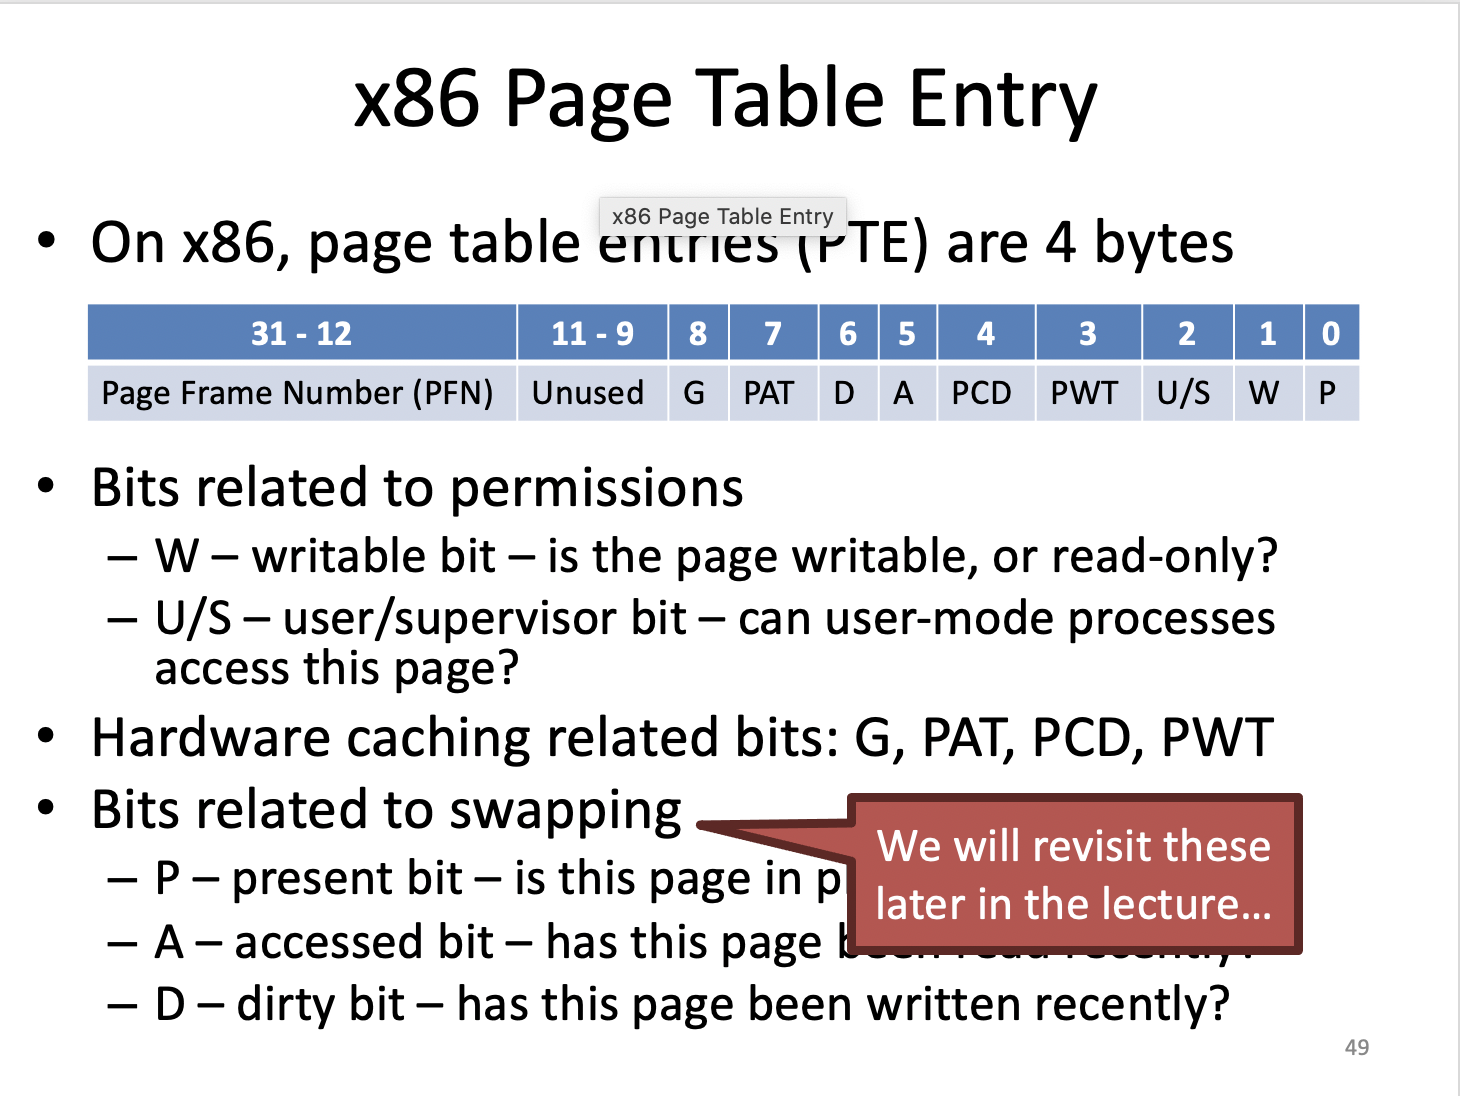 x86 Page Table Entry
x86 Page Table Entry
• On x86, page table entries (PTE) are 4 bytes
31 - 12 11 - 9 8 7 6 5 4 3 2 1 0
Page Frame Number (PFN) Unused G PAT D A PCD PWT U/S W P
• Bits related to permissions
– W – writable bit – is the page writable, or read-only?
– U/S – user/supervisor bit – can user-mode processes
access this page?
• Hardware caching related bits: G, PAT, PCD, PWT
• Bits related to swapping
We will revisit these
later in the lecture...
– P – present bit – is this page in
– A – accessed bit – has this page been read recently?
– D – dirty bit – has this page been written recently?
49